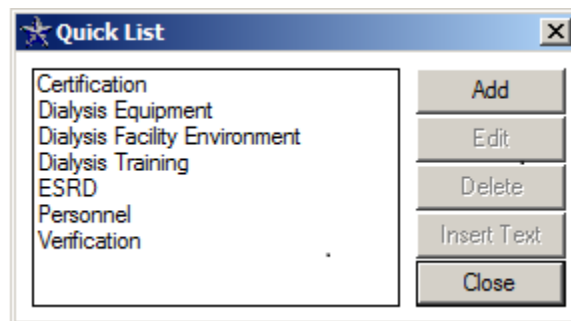 Quick List
Certification
Dialysis Equipment
Dialysis Facility Environment
Dialysis Training
ESRD
Personnel
Verification
Add
Edit
Delete
Insert Text
Close